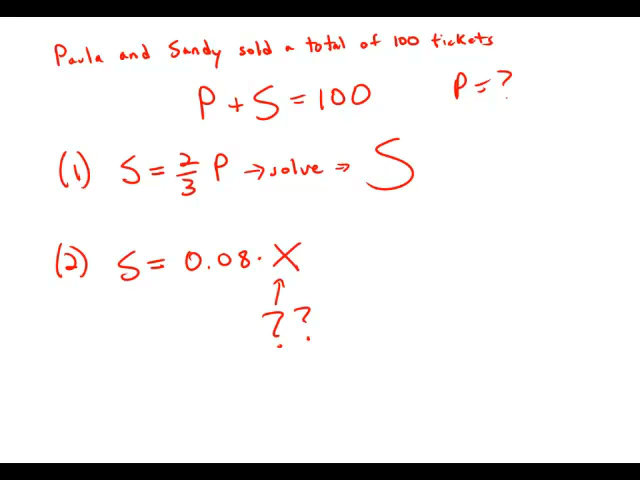 Paula and Sandy sold a total of 100 tickets
P + S = 100 P = ?
(1) S = 2/3 P → solve → S
(2) S = 0.08 · X
↑
??